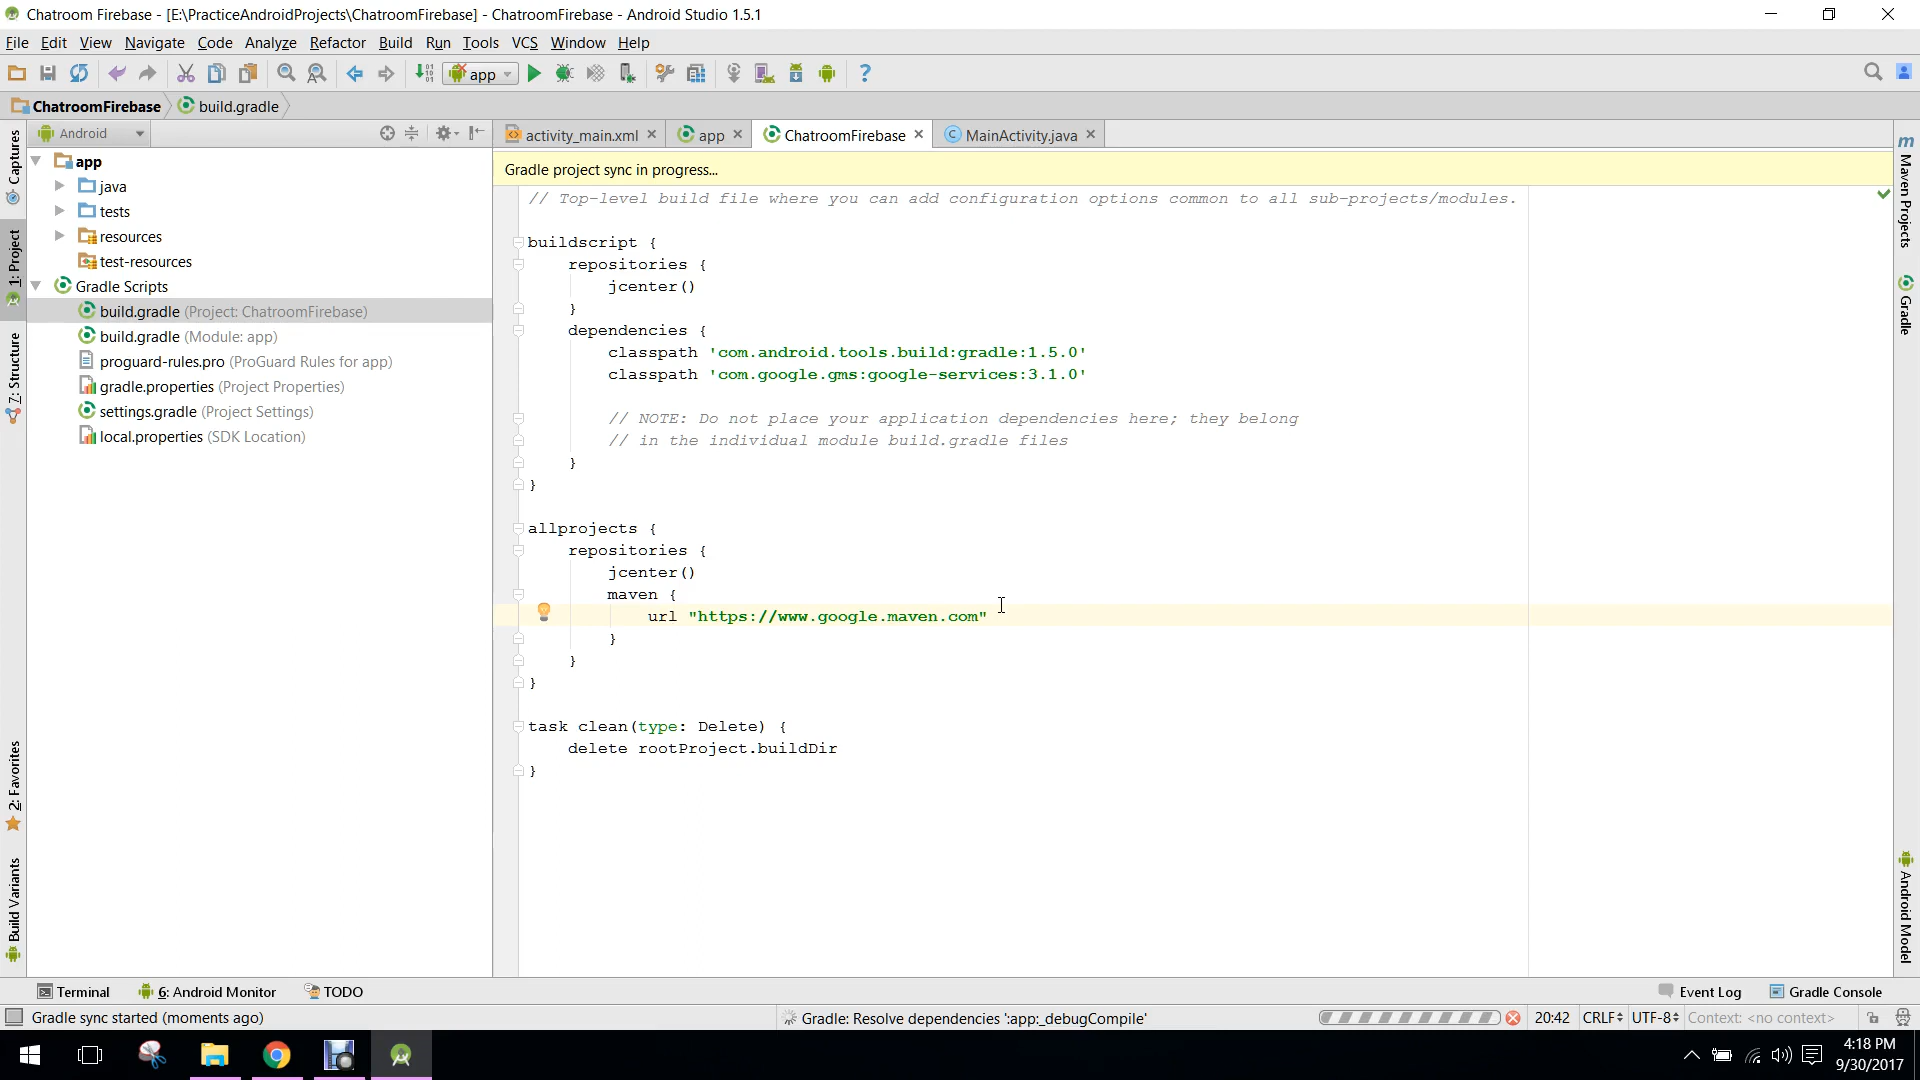 Chatroom Firebase - [E:\PracticeAndroidProjects\ChatroomFirebase] - ChatroomFirebase - Android Studio 1.5.1
File Edit View Navigate Code Analyze Refactor Build Run Tools VCS Window Help
app
ChatroomFirebase build.gradle
Android
activity_main.xml app ChatroomFirebase MainActivity.java
Captures
1: Project
7: Structure
2: Favorites
Build Variants
app
java
tests
resources
test-resources
Gradle Scripts
build.gradle (Project: ChatroomFirebase)
build.gradle (Module: app)
proguard-rules.pro (ProGuard Rules for app)
gradle.properties (Project Properties)
settings.gradle (Project Settings)
local.properties (SDK Location)
Gradle project sync in progress...
// Top-level build file where you can add configuration options common to all sub-projects/modules.
buildscript {
repositories {
jcenter()
}
dependencies {
classpath 'com.android.tools.build:gradle:1.5.0'
classpath 'com.google.gms:google-services:3.1.0'
// NOTE: Do not place your application dependencies here; they belong
// in the individual module build.gradle files
}
}
allprojects {
repositories {
jcenter()
maven {
url "https://www.google.maven.com"
}
}
}
task clean(type: Delete) {
delete rootProject.buildDir
}
Maven Projects
Gradle
Android Model
Terminal 6: Android Monitor TODO Event Log Gradle Console
Gradle sync started (moments ago) Gradle: Resolve dependencies ':app:_debugCompile' 20:42 CRLF UTF-8 Context: <no context>
4:18 PM
9/30/2017